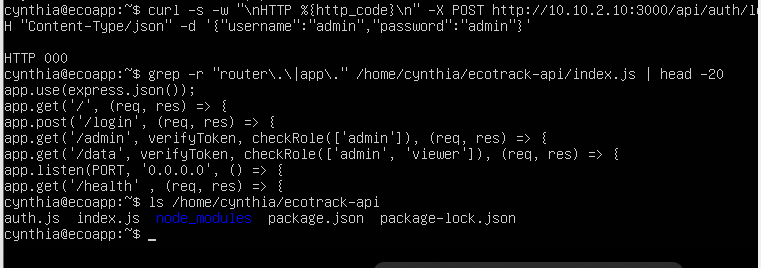 cynthia@ecoapp:~$ curl -s -w "\nHTTP %{http_code}\n" -X POST http://10.10.2.10:3000/api/auth/l
H "Content-Type/json" -d '{"username":"admin","password":"admin"}'
HTTP 000
cynthia@ecoapp:~$ grep -r "router\.\|app\." /home/cynthia/ecotrack-api/index.js | head -20
app.use(express.json());
app.get('/', (req, res) => {
app.post('/login', (req, res) => {
app.get('/admin', verifyToken, checkRole(['admin']), (req, res) => {
app.get('/data', verifyToken, checkRole(['admin', 'viewer']), (req, res) => {
app.listen(PORT, '0.0.0.0', () => {
app.get('/health' , (req, res) => {
cynthia@ecoapp:~$ ls /home/cynthia/ecotrack-api
auth.js  index.js  node_modules  package.json  package-lock.json
cynthia@ecoapp:~$ _